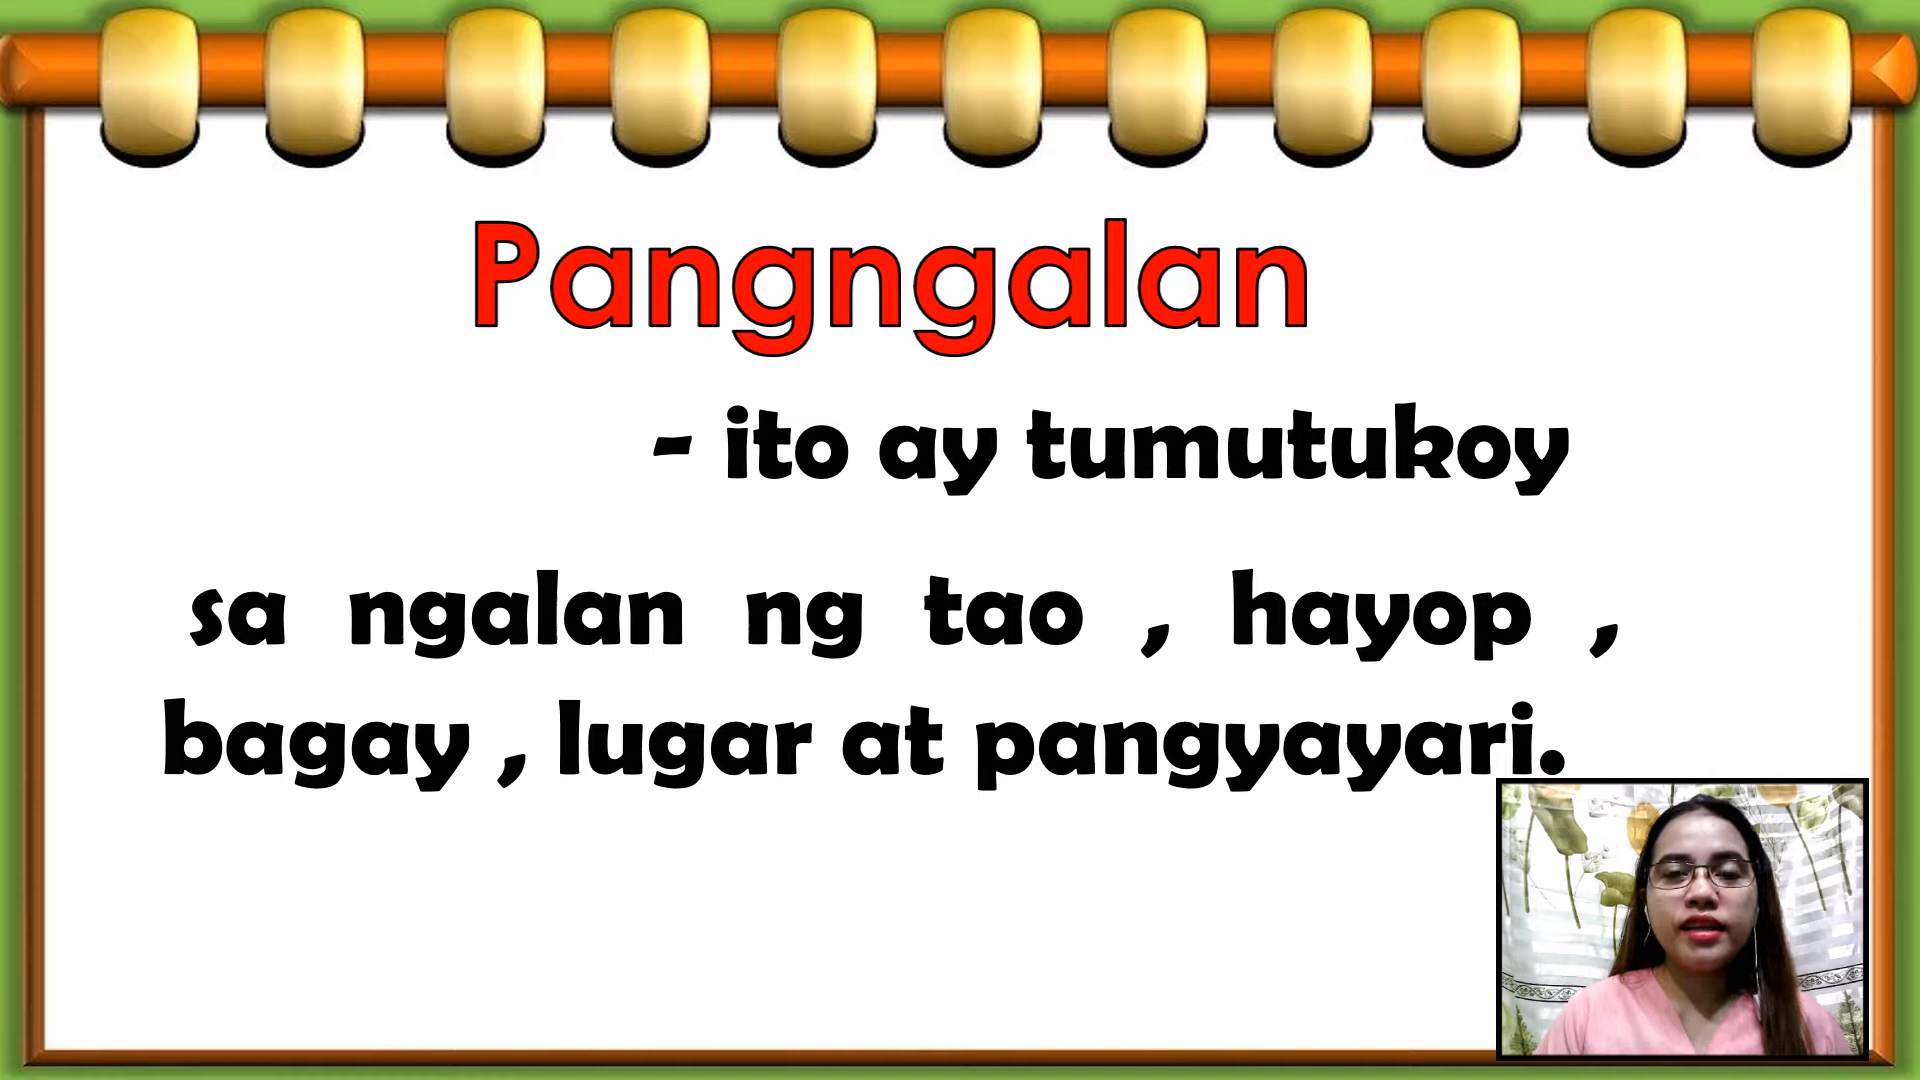 Pangngalan
- ito ay tumutukoy
sa ngalan ng tao , hayop ,
bagay , lugar at pangyayari.